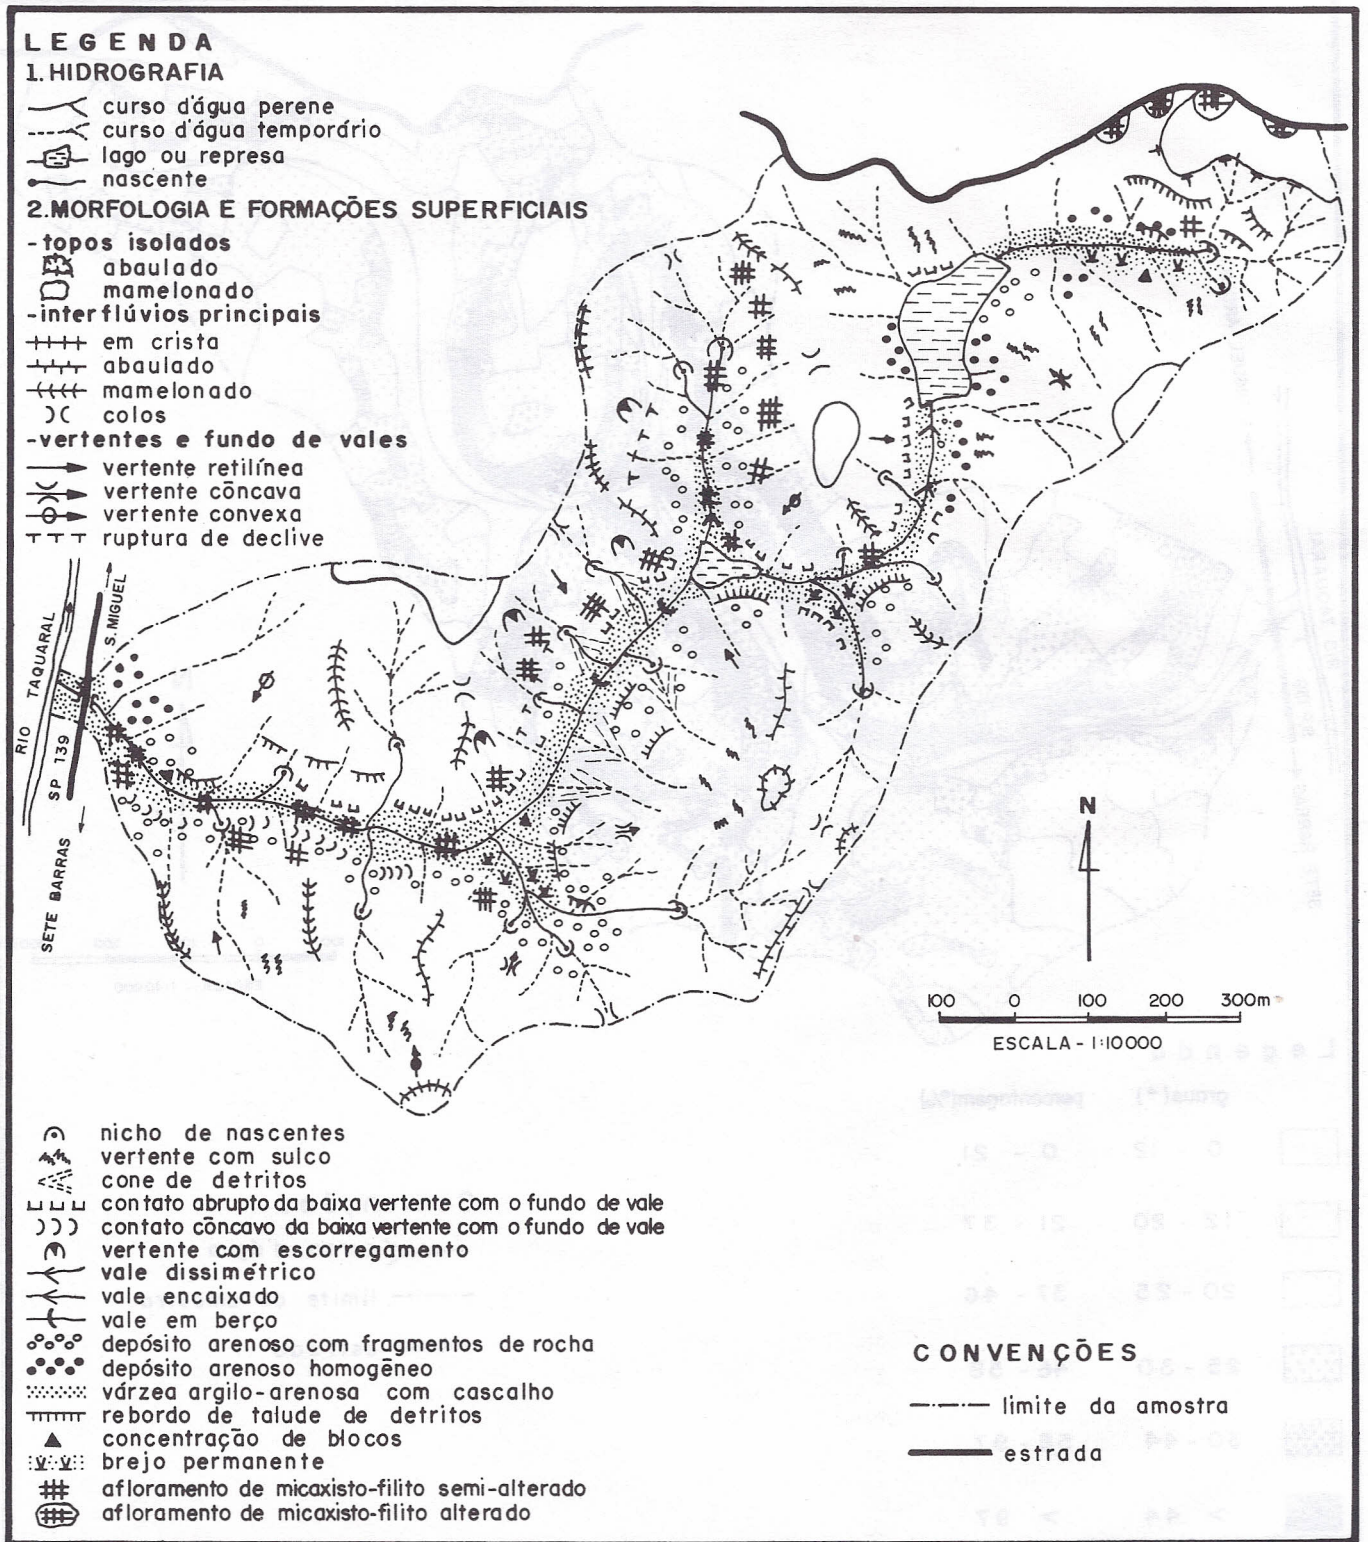 LEGENDA
1. HIDROGRAFIA
curso d'água perene
curso d'água temporário
lago ou represa
nascente
2. MORFOLOGIA E FORMAÇÕES SUPERFICIAIS
- topos isolados
abaulado
mamelonado
- interflúvios principais
em crista
abaulado
mamelonado
colos
- vertentes e fundo de vales
vertente retilínea
vertente côncava
vertente convexa
ruptura de declive
RIO TAQUARAL
S. MIGUEL
SP 139
SETE BARRAS
N
100 0 100 200 300m
ESCALA - 1:10000
nicho de nascentes
vertente com sulco
cone de detritos
contato abrupto da baixa vertente com o fundo de vale
contato côncavo da baixa vertente com o fundo de vale
vertente com escorregamento
vale dissimétrico
vale encaixado
vale em berço
depósito arenoso com fragmentos de rocha
depósito arenoso homogêneo
várzea argilo-arenosa com cascalho
rebordo de talude de detritos
concentração de blocos
brejo permanente
afloramento de micaxisto-filito semi-alterado
afloramento de micaxisto-filito alterado
CONVENÇÕES
limite da amostra
estrada